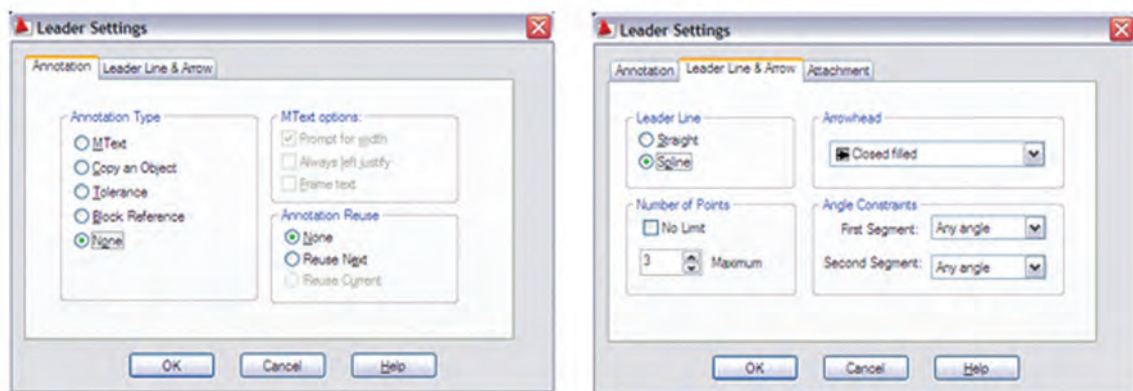 Leader Settings
Annotation
Leader Line & Arrow
Annotation Type
MText
Copy an Object
Tolerance
Block Reference
None
MText options:
Prompt for width
Always left justify
Frame text
Annotation Reuse
None
Reuse Next
Reuse Current
OK
Cancel
Help
Leader Settings
Annotation
Leader Line & Arrow
Attachment
Leader Line
Straight
Spline
Arrowhead
Closed filled
Number of Points
No Limit
3 Maximum
Angle Constraints
First Segment: Any angle
Second Segment: Any angle
OK
Cancel
Help